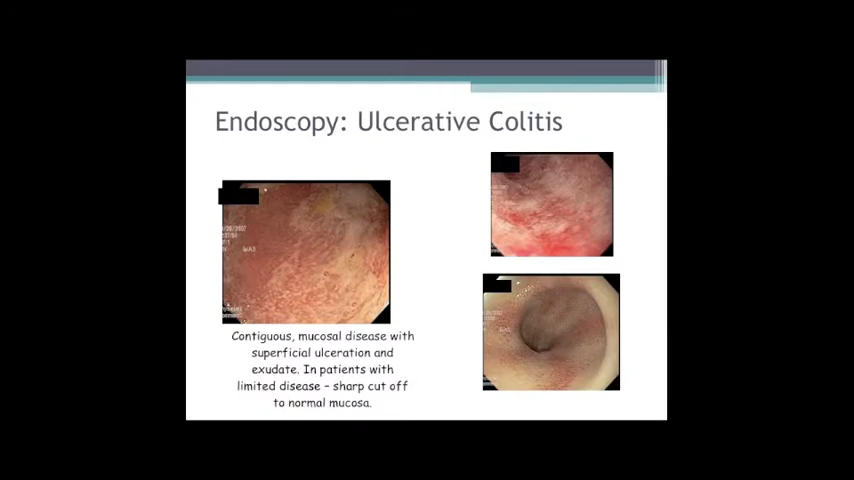 Endoscopy: Ulcerative Colitis
Contiguous, mucosal disease with
superficial ulceration and
exudate. In patients with
limited disease – sharp cut off
to normal mucosa.